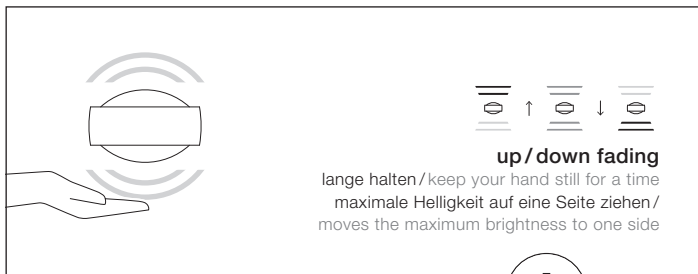 up/down fading
lange halten/keep your hand still for a time
maximale Helligkeit auf eine Seite ziehen/
moves the maximum brightness to one side